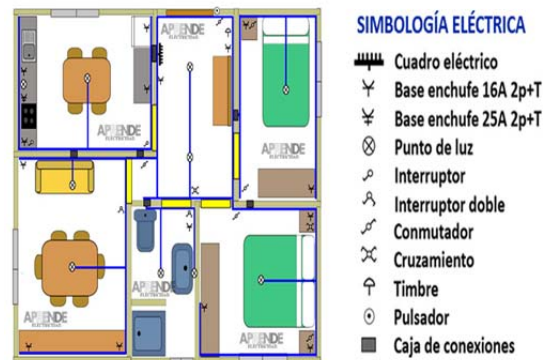 SIMBOLOGÍA ELÉCTRICA
Cuadro eléctrico
Base enchufe 16A 2p+T
Base enchufe 25A 2p+T
Punto de luz
Interruptor
Interruptor doble
Conmutador
Cruzamiento
Timbre
Pulsador
Caja de conexiones